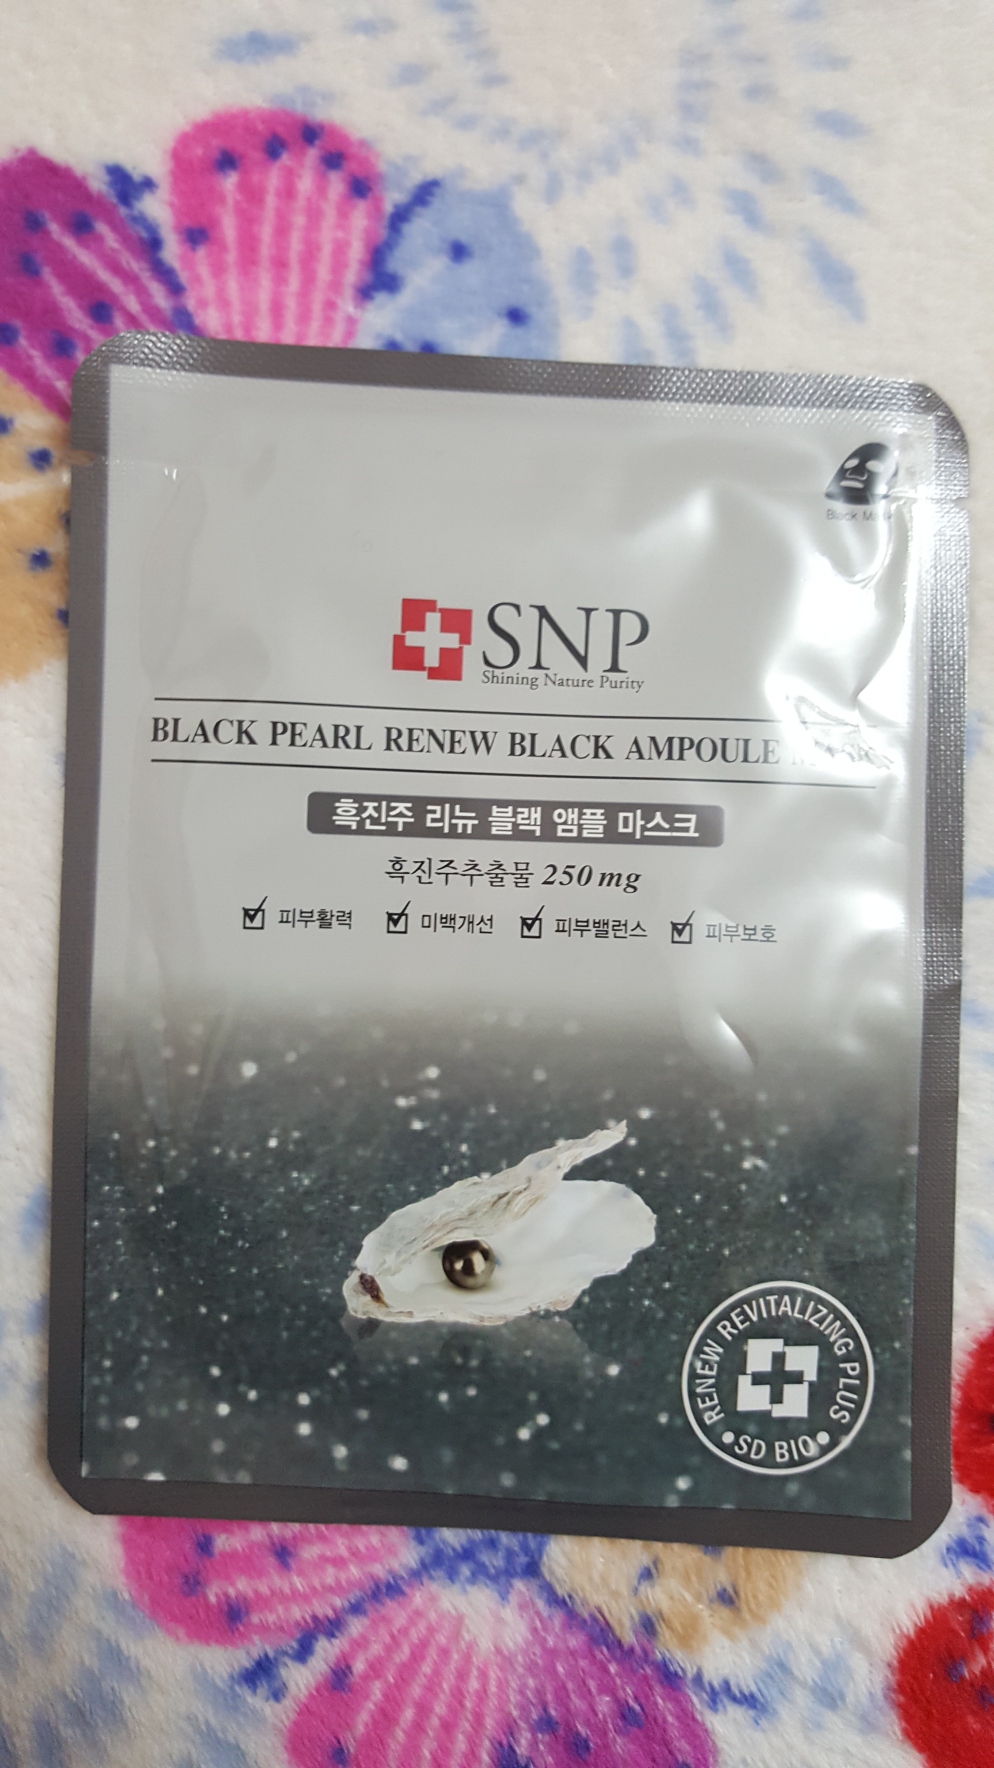 Black
SNP
Shining Nature Purity
BLACK PEARL RENEW BLACK AMPOULE
흑진주 리뉴 블랙 앰플 마스크
흑진주추출물 250 mg
☑ 피부활력 ☑ 미백개선 ☑ 피부밸런스 ☑ 피부보호
RENEW REVITALIZING PLUS
• SD BIO •